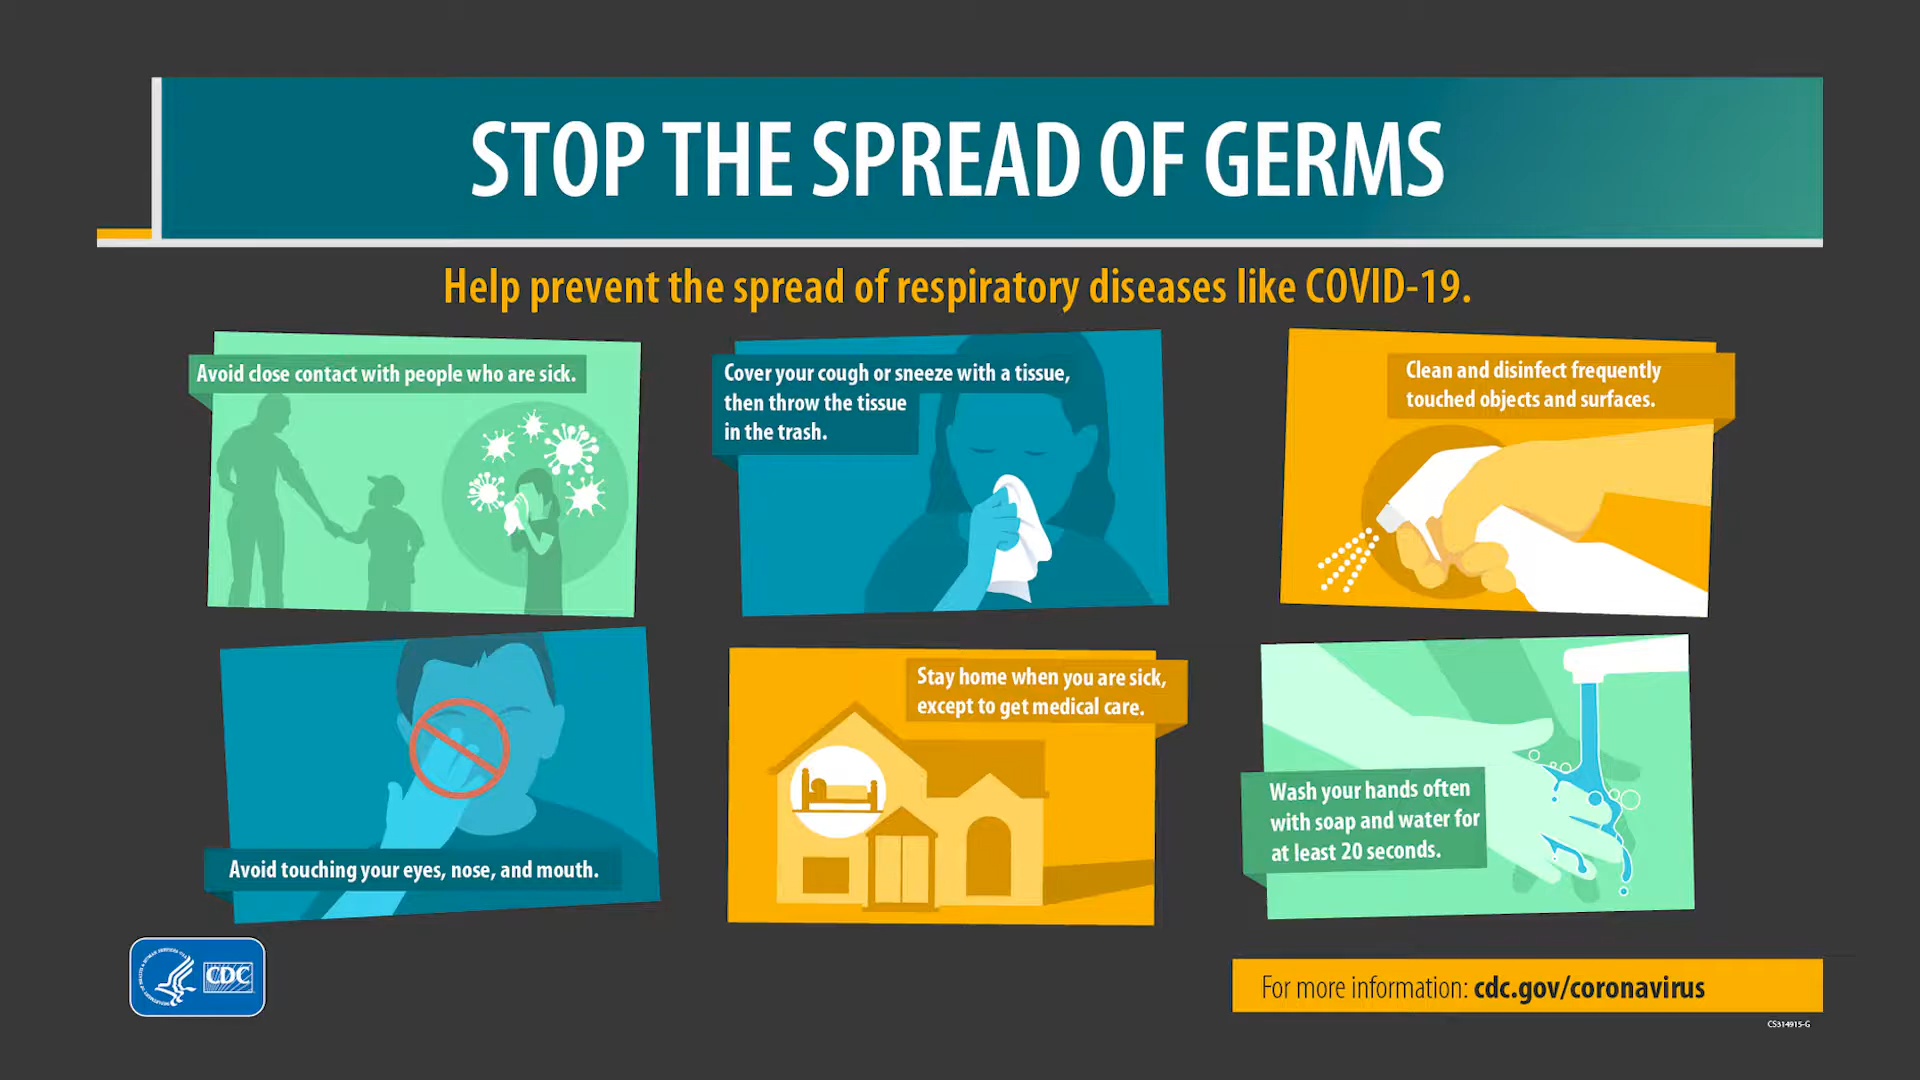 STOP THE SPREAD OF GERMS
Help prevent the spread of respiratory diseases like COVID-19.
Avoid close contact with people who are sick.
Cover your cough or sneeze with a tissue,
then throw the tissue
in the trash.
Clean and disinfect frequently
touched objects and surfaces.
Avoid touching your eyes, nose, and mouth.
Stay home when you are sick,
except to get medical care.
Wash your hands often
with soap and water for
at least 20 seconds.
CDC
For more information: cdc.gov/coronavirus
CS314915-G